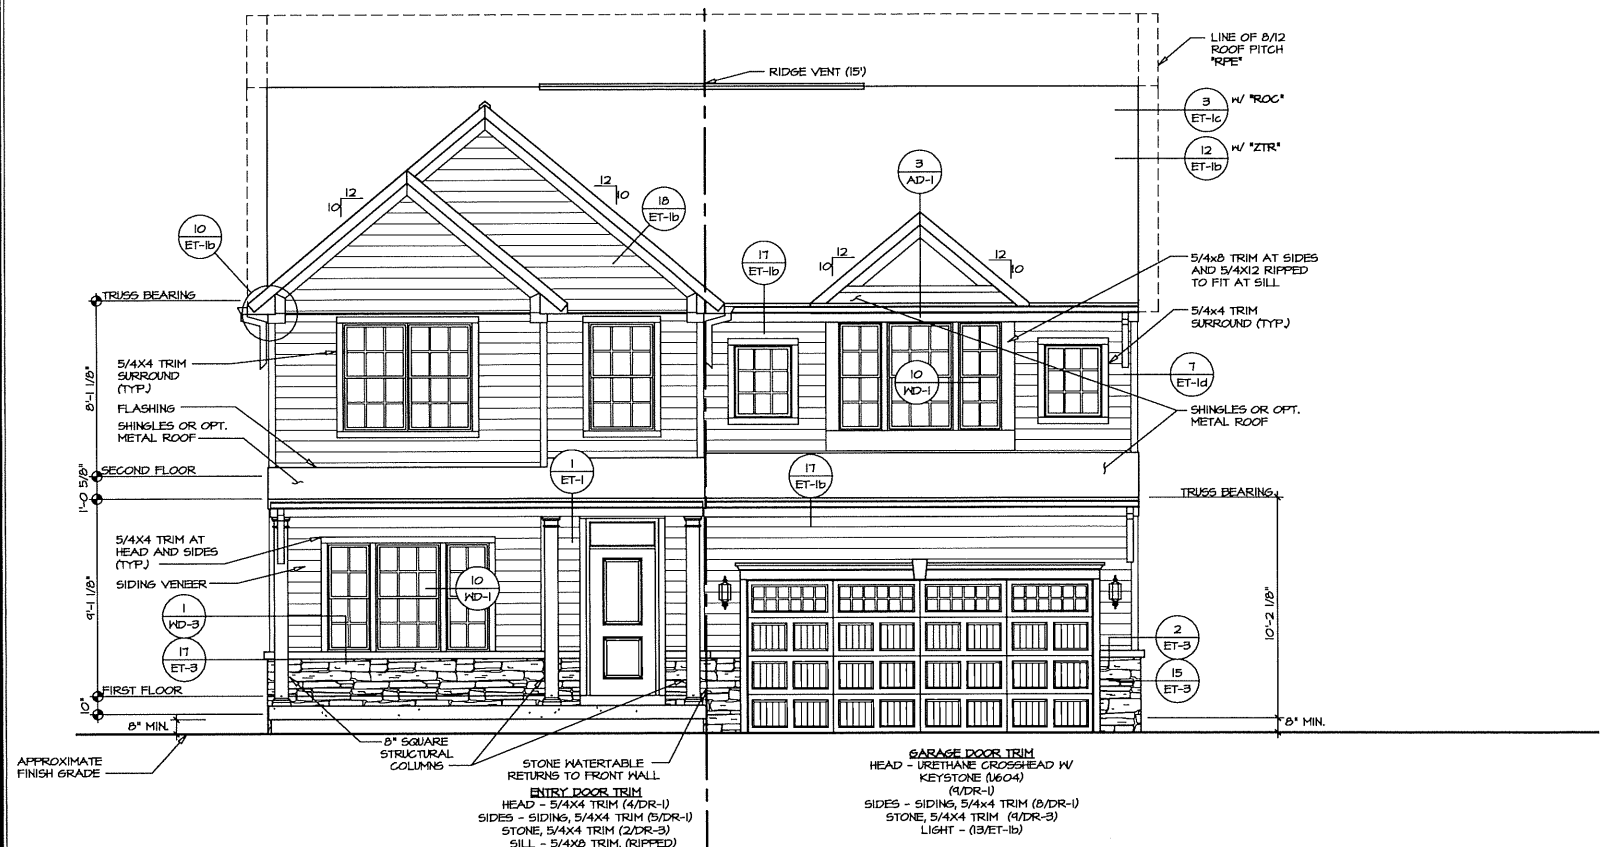 LINE OF 8/12
ROOF PITCH
"RPE"
RIDGE VENT (15')
3
ET-1c
W/ "ROC"
12
ET-1b
W/ "ZTR"
3
AD-1
12
10
12
10
18
ET-1b
10
ET-1b
17
ET-1b
12
10
12
10
5/4x8 TRIM AT SIDES
AND 5/4X12 RIPPED
TO FIT AT SILL
TRUSS BEARING
5/4x4 TRIM
SURROUND (TYP.)
5/4X4 TRIM
SURROUND
(TYP.)
7
ET-1d
10
WD-1
8'-1 1/8"
FLASHING
SHINGLES OR OPT.
METAL ROOF
SHINGLES OR OPT.
METAL ROOF
SECOND FLOOR
1
ET-1
17
ET-1b
1'-0 5/8"
TRUSS BEARING
5/4X4 TRIM AT
HEAD AND SIDES
(TYP.)
SIDING VENEER
10
WD-1
9'-1 1/8"
10'-2 1/8"
1
WD-3
17
ET-3
2
ET-3
15
ET-3
FIRST FLOOR
10"
8" MIN.
8" MIN.
APPROXIMATE
FINISH GRADE
8" SQUARE
STRUCTURAL
COLUMNS
STONE WATERTABLE
RETURNS TO FRONT WALL
ENTRY DOOR TRIM
HEAD - 5/4X4 TRIM (4/DR-1)
SIDES - SIDING, 5/4X4 TRIM (5/DR-1)
STONE, 5/4X4 TRIM (2/DR-3)
SILL - 5/4X8 TRIM, (RIPPED)
GARAGE DOOR TRIM
HEAD - URETHANE CROSSHEAD W/
KEYSTONE (U604)
(9/DR-1)
SIDES - SIDING, 5/4x4 TRIM (8/DR-1)
STONE, 5/4X4 TRIM (9/DR-3)
LIGHT - (13/ET-1b)